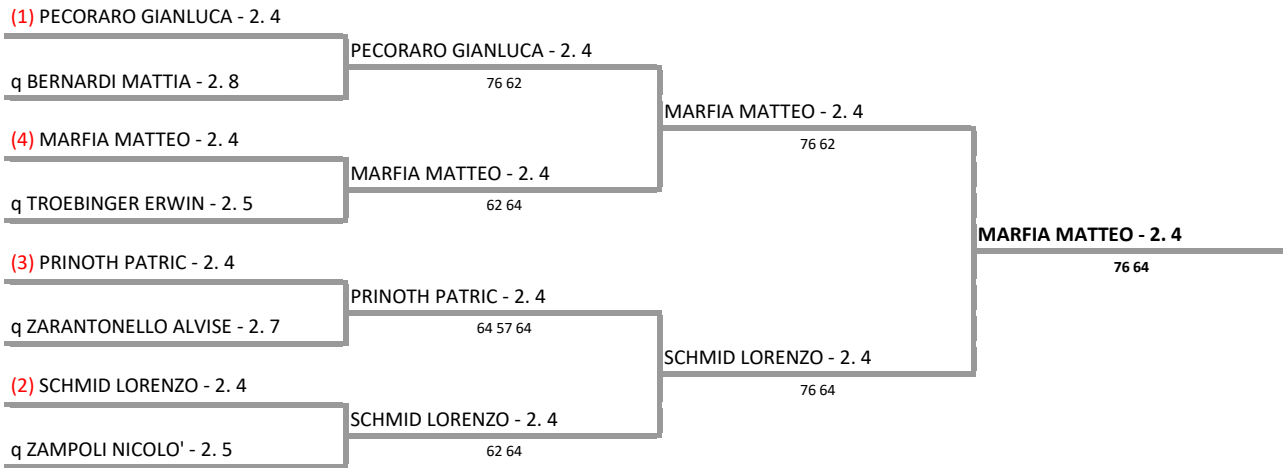 (1) PECORARO GIANLUCA - 2. 4
PECORARO GIANLUCA - 2. 4
q BERNARDI MATTIA - 2. 8
76 62
MARFIA MATTEO - 2. 4
(4) MARFIA MATTEO - 2. 4
76 62
MARFIA MATTEO - 2. 4
q TROEBINGER ERWIN - 2. 5
62 64
MARFIA MATTEO - 2. 4
(3) PRINOTH PATRIC - 2. 4
76 64
PRINOTH PATRIC - 2. 4
q ZARANTONELLO ALVISE - 2. 7
64 57 64
SCHMID LORENZO - 2. 4
(2) SCHMID LORENZO - 2. 4
76 64
SCHMID LORENZO - 2. 4
q ZAMPOLI NICOLO' - 2. 5
62 64